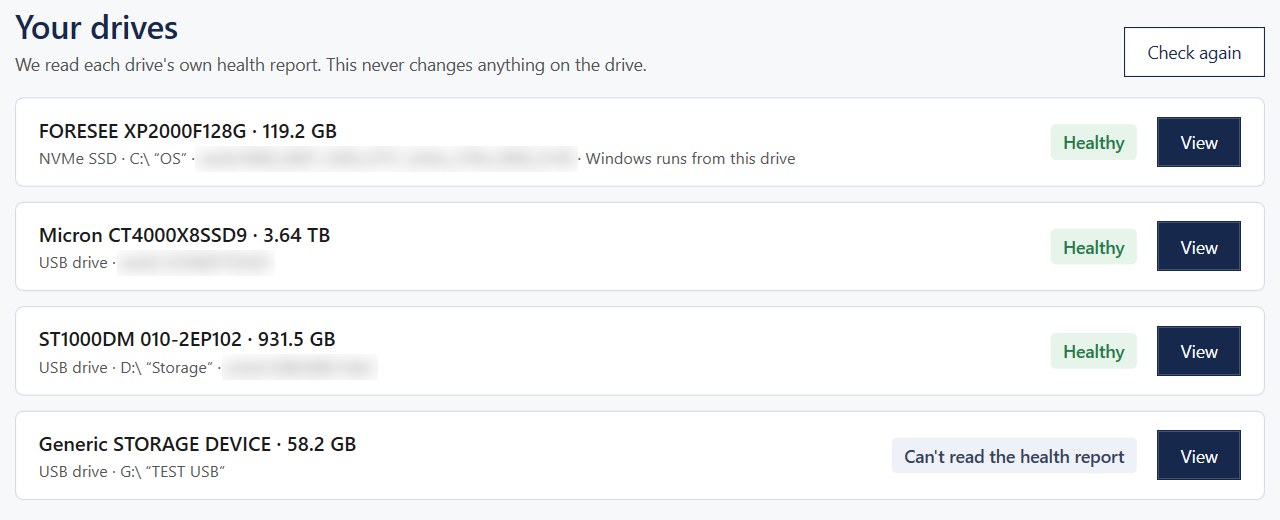 Your drives
We read each drive's own health report. This never changes anything on the drive.
Check again
FORESEE XP2000F128G · 119.2 GB
NVMe SSD · C:\ “OS” · · Windows runs from this drive
Healthy
View
Micron CT4000X8SSD9 · 3.64 TB
USB drive ·
Healthy
View
ST1000DM 010-2EP102 · 931.5 GB
USB drive · D:\ “Storage” ·
Healthy
View
Generic STORAGE DEVICE · 58.2 GB
USB drive · G:\ “TEST USB”
Can't read the health report
View